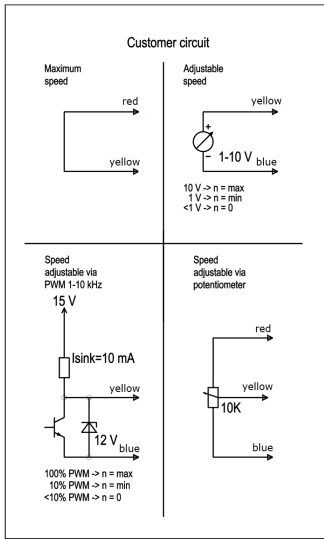 Customer circuit
Maximum
speed
red
yellow
Adjustable
speed
yellow
+
1-10 V
–
blue
10 V -> n = max
1 V -> n = min
<1 V -> n = 0
Speed
adjustable via
PWM 1-10 kHz
15 V
Isink=10 mA
yellow
12 V
blue
100% PWM -> n = max
10% PWM -> n = min
<10% PWM -> n = 0
Speed
adjustable via
potentiometer
red
yellow
10K
blue